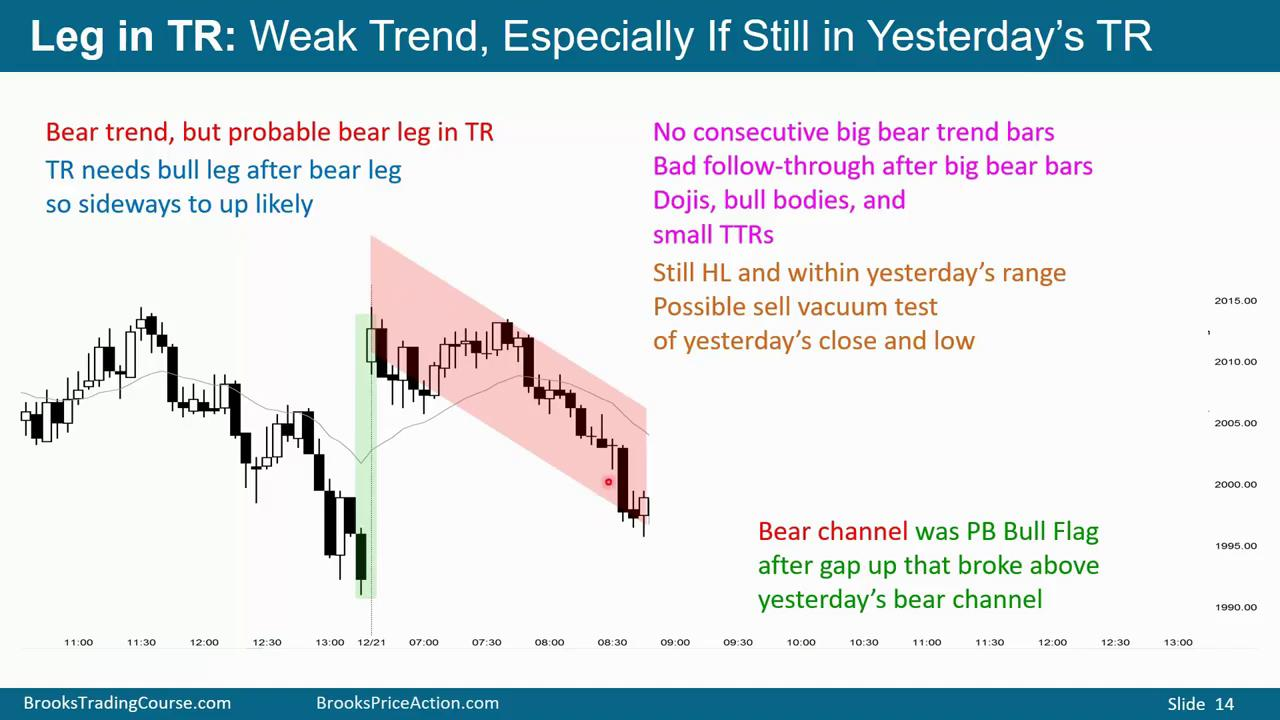 Leg in TR: Weak Trend, Especially If Still in Yesterday's TR
Bear trend, but probable bear leg in TR
TR needs bull leg after bear leg
so sideways to up likely
No consecutive big bear trend bars
Bad follow-through after big bear bars
Dojis, bull bodies, and
small TTRs
Still HL and within yesterday's range
Possible sell vacuum test
of yesterday's close and low
2015.00
2010.00
2005.00
2000.00
1995.00
1990.00
Bear channel was PB Bull Flag
after gap up that broke above
yesterday's bear channel
11:00 11:30 12:00 12:30 13:00 12/21 07:00 07:30 08:00 08:30 09:00 09:30 10:00 10:30 11:00 11:30 12:00 12:30 13:00
BrooksTradingCourse.com BrooksPriceAction.com Slide 14